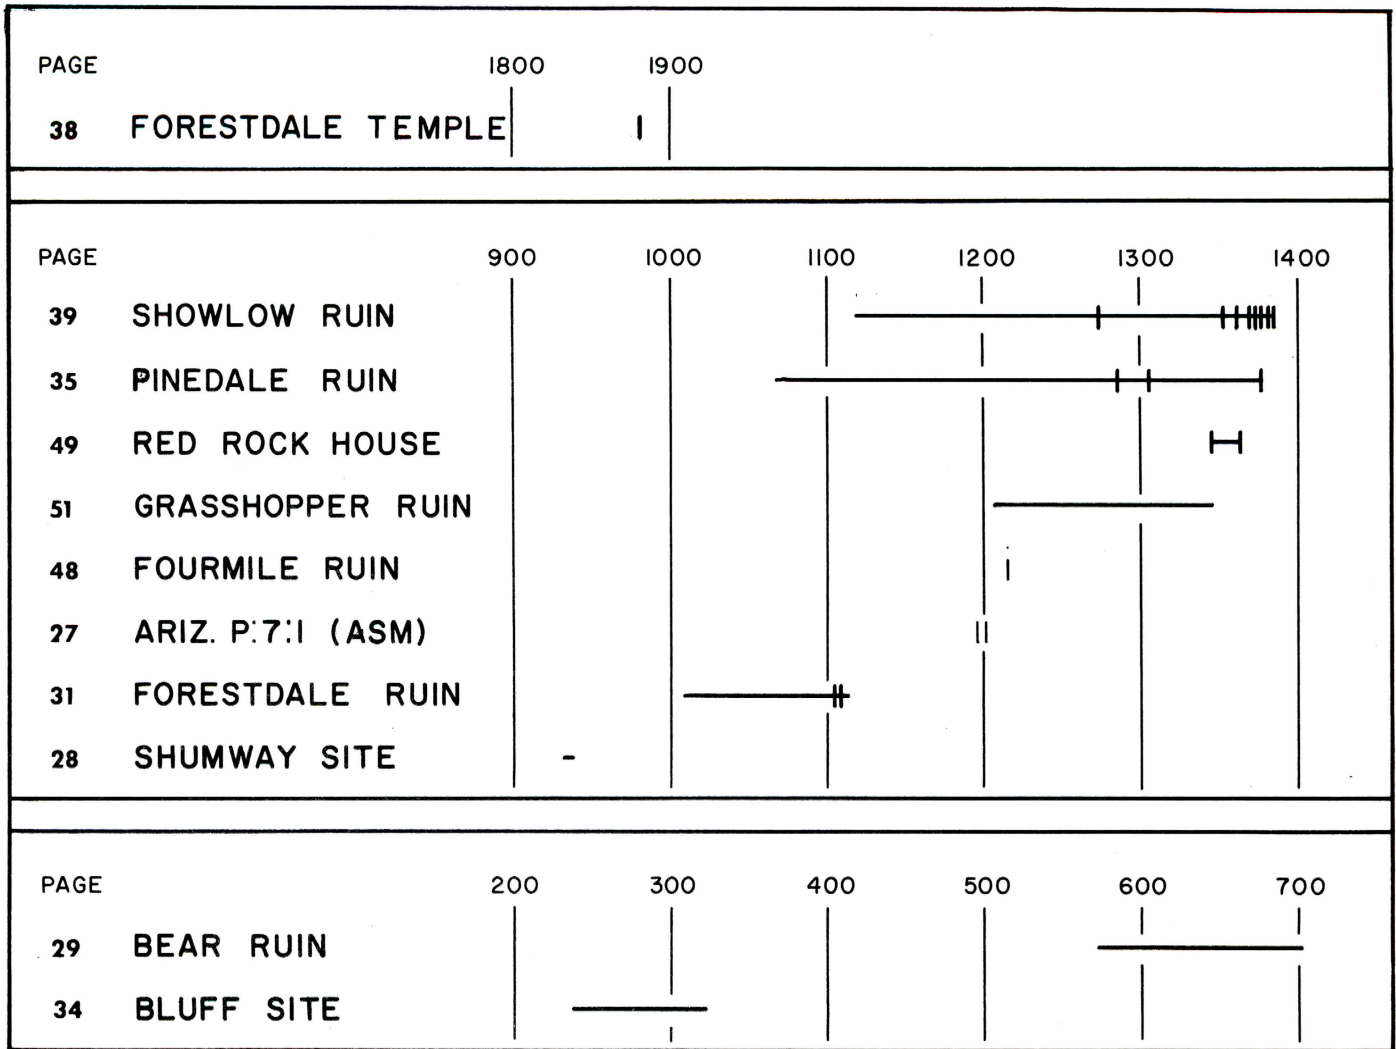 PAGE 1800 1900
38 FORESTDALE TEMPLE
PAGE 900 1000 1100 1200 1300 1400
39 SHOWLOW RUIN
35 PINEDALE RUIN
49 RED ROCK HOUSE
51 GRASSHOPPER RUIN
48 FOURMILE RUIN
27 ARIZ. P:7:1 (ASM)
31 FORESTDALE RUIN
28 SHUMWAY SITE
PAGE 200 300 400 500 600 700
29 BEAR RUIN
34 BLUFF SITE